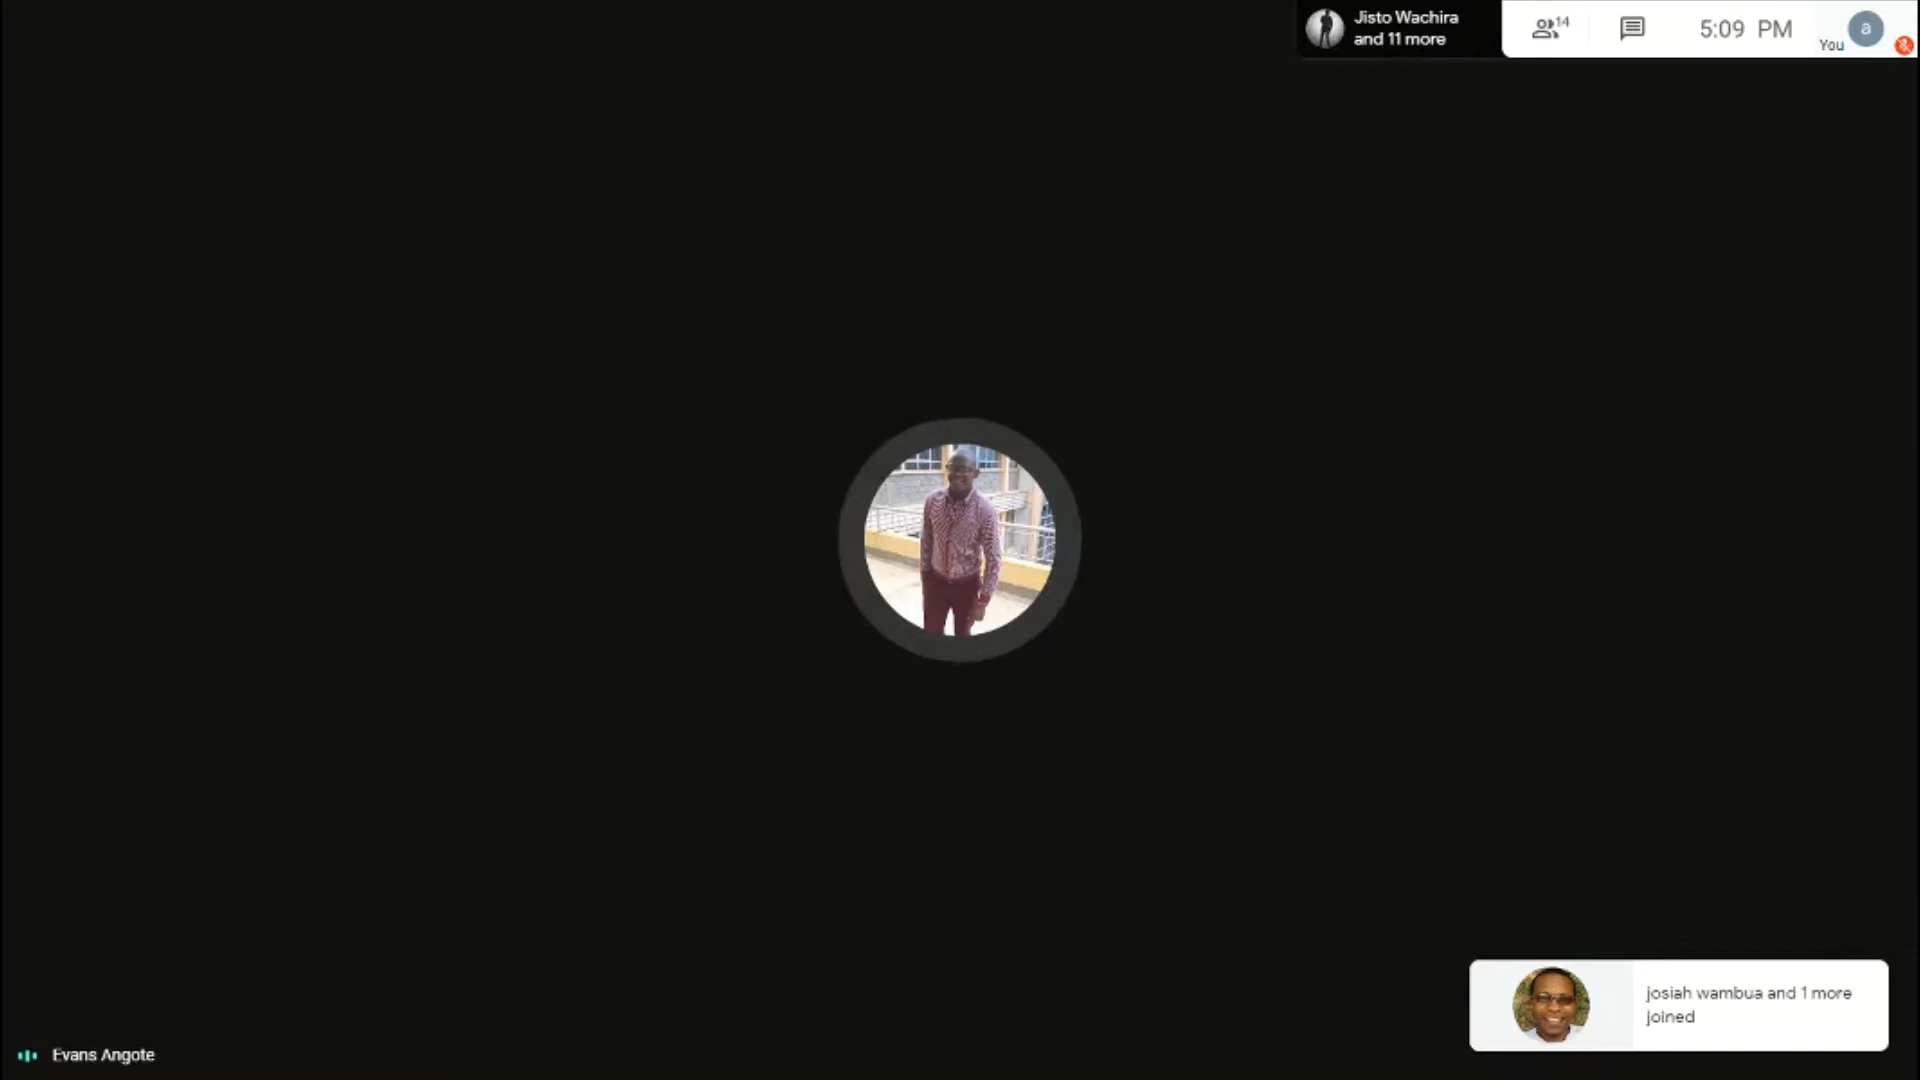 Jisto Wachira
and 11 more
14
5:09 PM
You
a
josiah wambua and 1 more
joined
Evans Angote